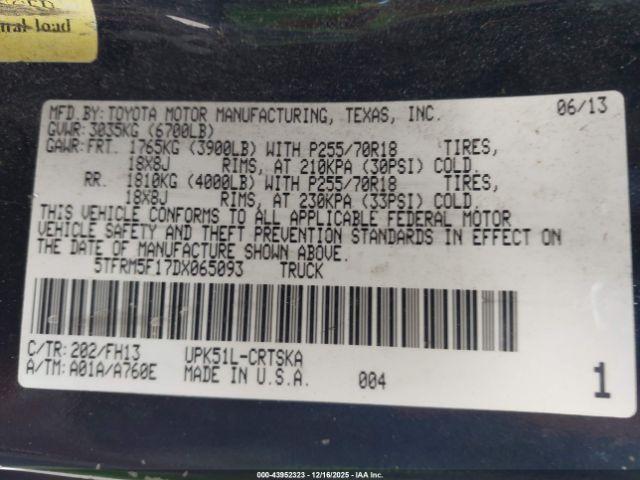 nal load
MFD.BY: TOYOTA MOTOR MANUFACTURING, TEXAS, INC. 06/13
GVWR: 3035KG (6700LB)
GAWR: FRT. 1765KG (3900LB) WITH P255/70R18 TIRES,
18X8J RIMS, AT 210KPA (30PSI) COLD
RR. 1810KG (4000LB) WITH P255/70R18 TIRES,
18X8J RIMS, AT 230KPA (33PSI) COLD
THIS VEHICLE CONFORMS TO ALL APPLICABLE FEDERAL MOTOR
VEHICLE SAFETY AND THEFT PREVENTION STANDARDS IN EFFECT ON
THE DATE OF MANUFACTURE SHOWN ABOVE.
5TFRM5F17DX065093 TRUCK
C/TR: 202/FH13 UPK51L-CRTSKA
A/TM: A01A/A760E MADE IN U.S.A. 004 1
000-43952323 - 12/16/2025 - IAA Inc.